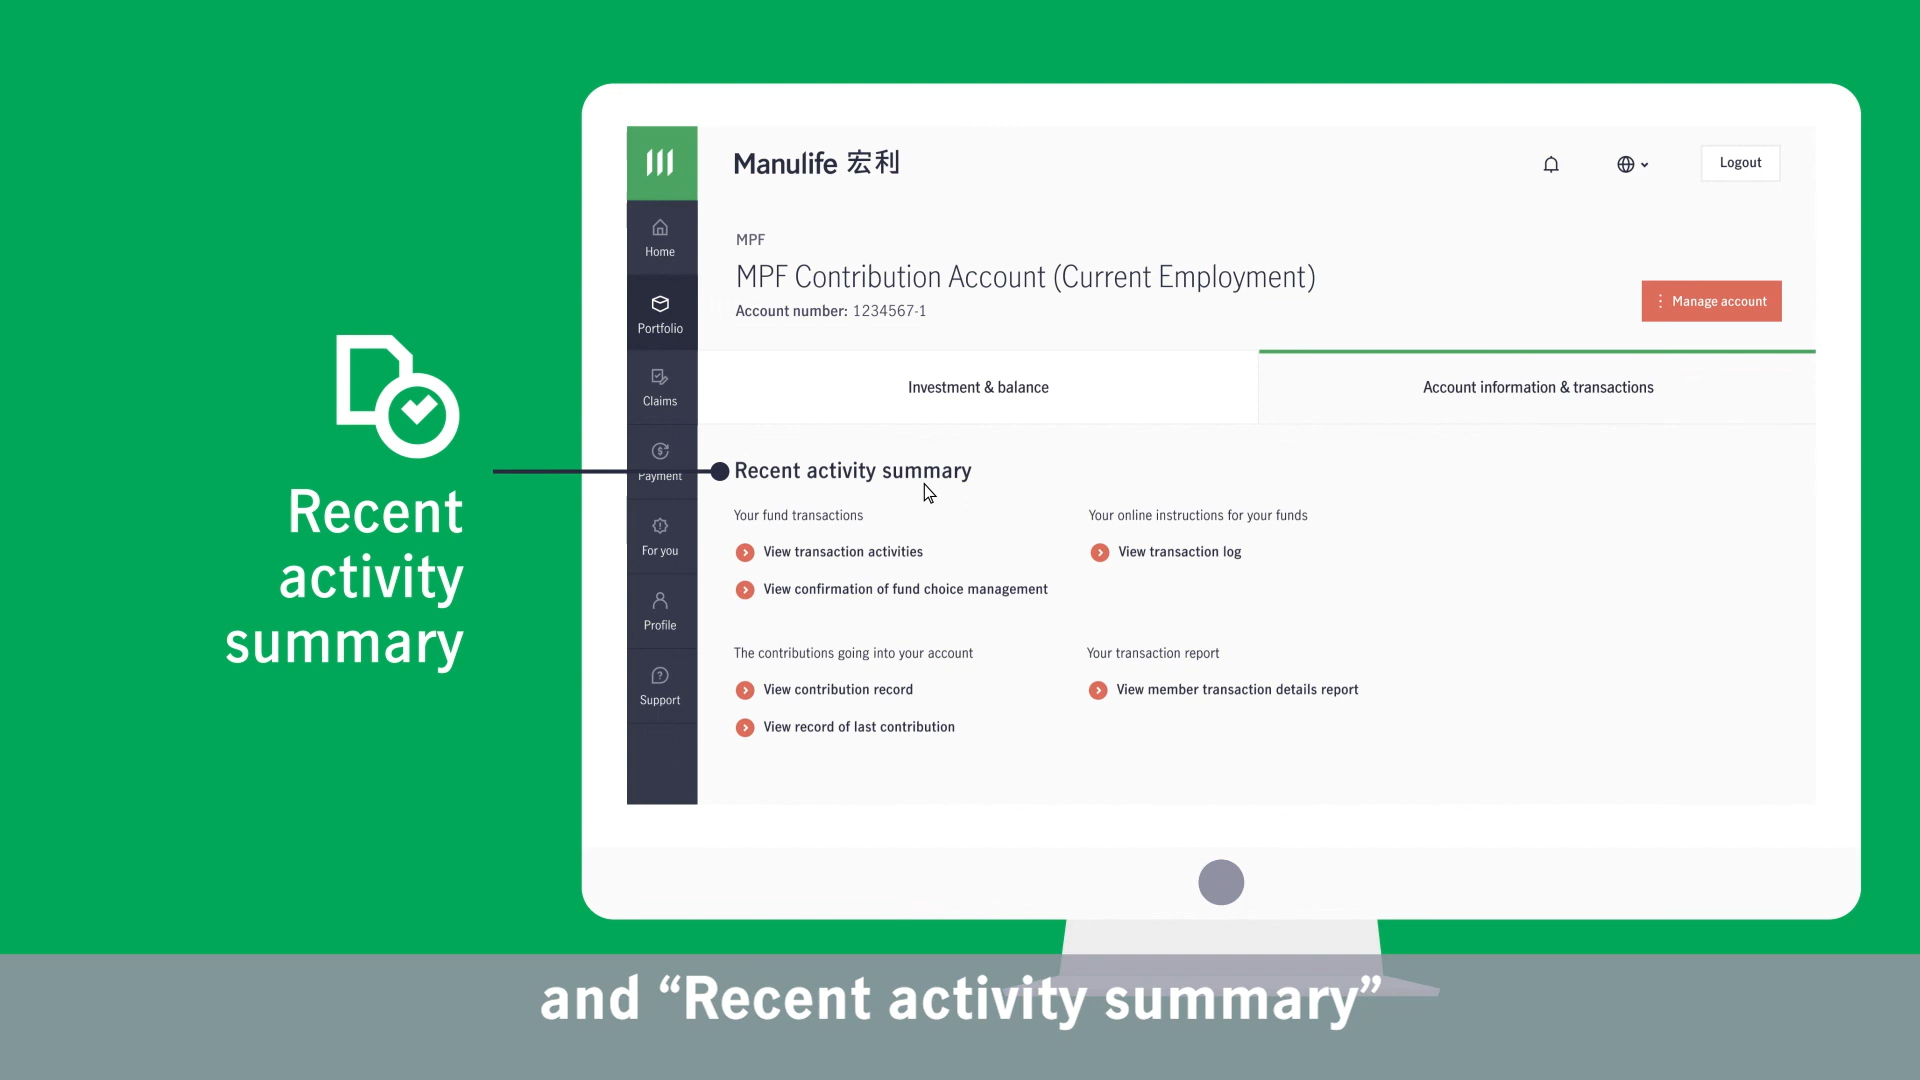 Recent
activity
summary
Manulife 宏利
Logout
Home
Portfolio
Claims
Payment
For you
Profile
Support
MPF
MPF Contribution Account (Current Employment)
Account number: 1234567-1
Manage account
Investment & balance
Account information & transactions
Recent activity summary
Your fund transactions
Your online instructions for your funds
View transaction activities
View transaction log
View confirmation of fund choice management
The contributions going into your account
Your transaction report
View contribution record
View member transaction details report
View record of last contribution
and “Recent activity summary”